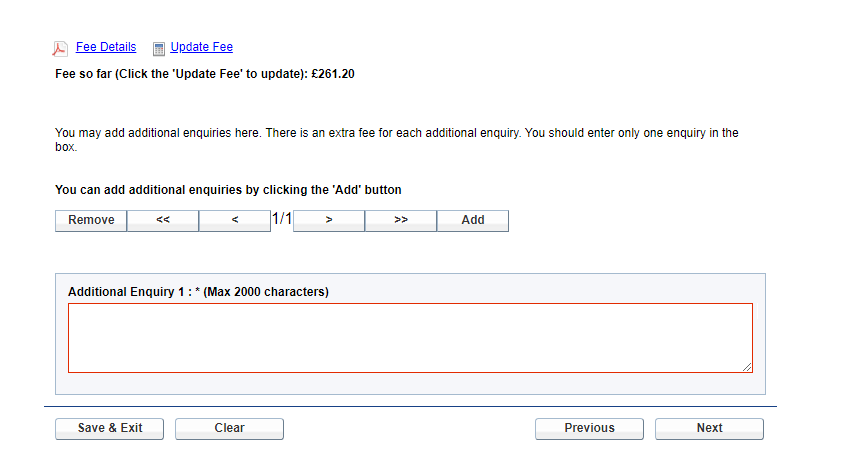 Fee Details Update Fee
Fee so far (Click the 'Update Fee' to update): £261.20
You may add additional enquiries here. There is an extra fee for each additional enquiry. You should enter only one enquiry in the
box.
You can add additional enquiries by clicking the 'Add' button
Remove << < 1/1 > >> Add
Additional Enquiry 1 : * (Max 2000 characters)
Save & Exit Clear Previous Next